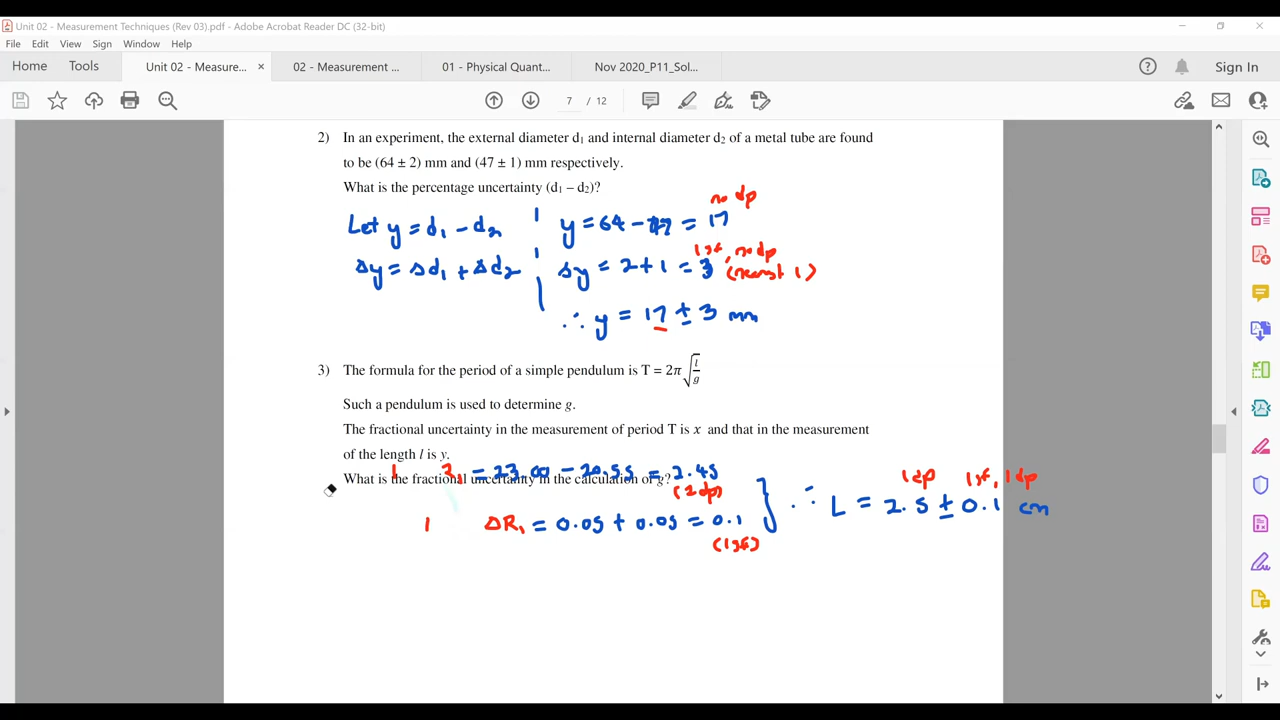 Unit 02 - Measurement Techniques (Rev 03).pdf - Adobe Acrobat Reader DC (32-bit)
File Edit View Sign Window Help
Home Tools Unit 02 - Measure... × 02 - Measurement ... 01 - Physical Quant... Nov 2020_P11_Sol... Sign In
7 / 12
2) In an experiment, the external diameter d₁ and internal diameter d₂ of a metal tube are found
to be (64 ± 2) mm and (47 ± 1) mm respectively.
What is the percentage uncertainty (d₁ – d₂)?
no dp
Let y = d₁ - d₂ y = 64 - 47 = 17
1sf, no dp
Δy = Δd₁ + Δd₂ Δy = 2 + 1 = 3 (nearest 1)
∴ y = 17 ± 3 mm
3) The formula for the period of a simple pendulum is T = 2π √(l/g)
Such a pendulum is used to determine g.
The fractional uncertainty in the measurement of period T is x and that in the measurement
of the length l is y.
What is the fractional uncertainty in the calculation of g?
= 23.00 - 20.55 = 2.45
(2dp)
1dp 1sf, 1dp
∴ L = 2.5 ± 0.1 cm
ΔR₁ = 0.05 + 0.05 = 0.1
(1sf)